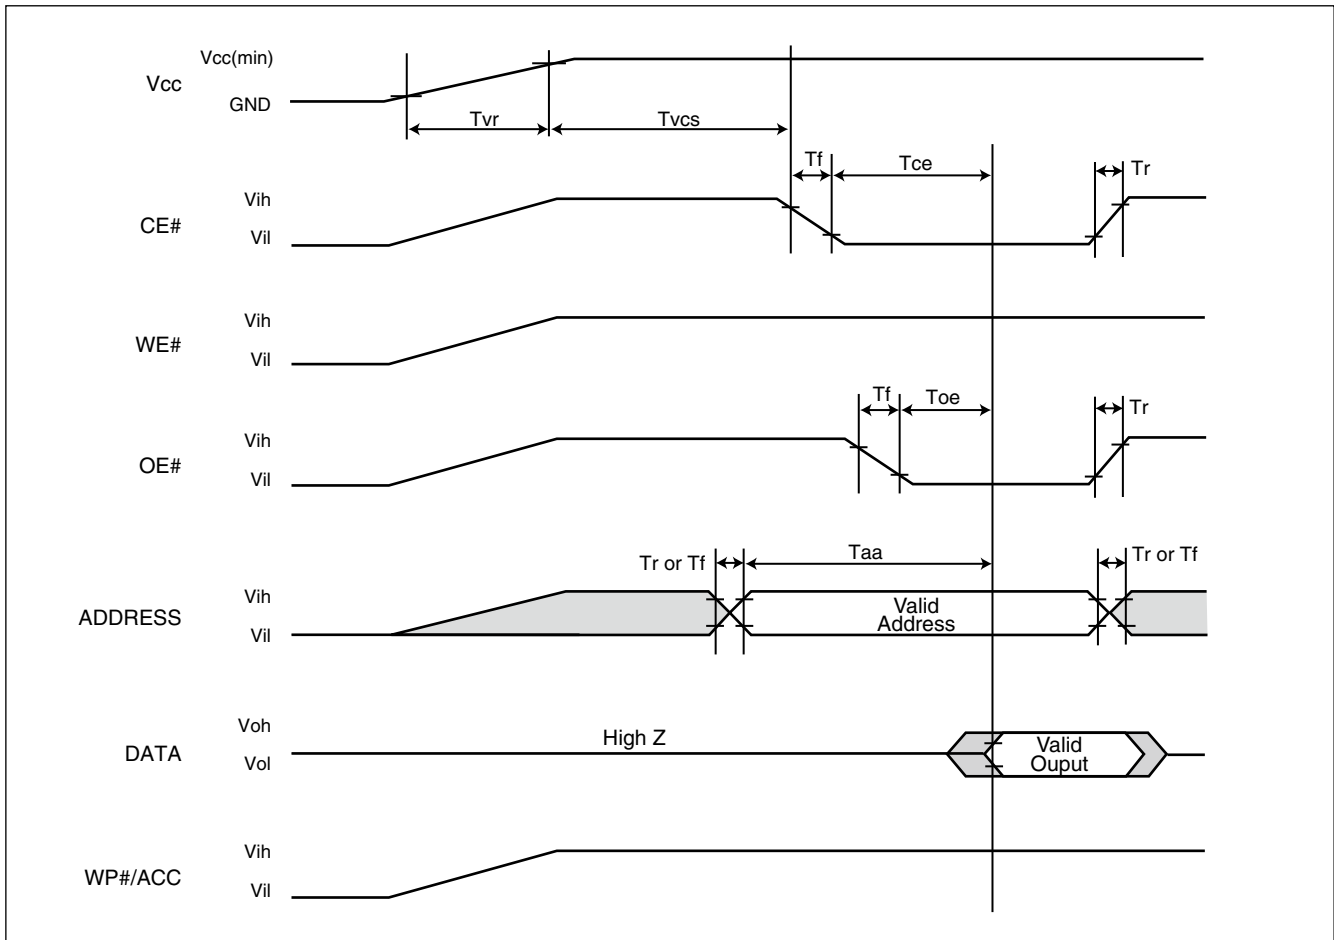 Vcc(min)
Vcc
GND
Tvr
Tvcs
Tf
Tce
Tr
Vih
CE#
Vil
Vih
WE#
Vil
Tf
Toe
Tr
Vih
OE#
Vil
Tr or Tf
Taa
Tr or Tf
Vih
ADDRESS
Vil
Valid
Address
Voh
DATA
Vol
High Z
Valid
Ouput
Vih
WP#/ACC
Vil